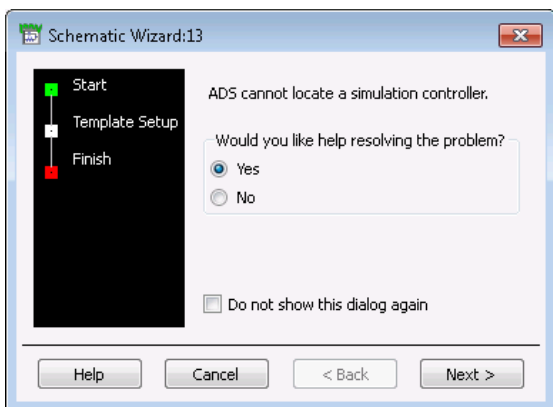 Schematic Wizard:13
Start
Template Setup
Finish
ADS cannot locate a simulation controller.
Would you like help resolving the problem?
Yes
No
Do not show this dialog again
Help
Cancel
< Back
Next >